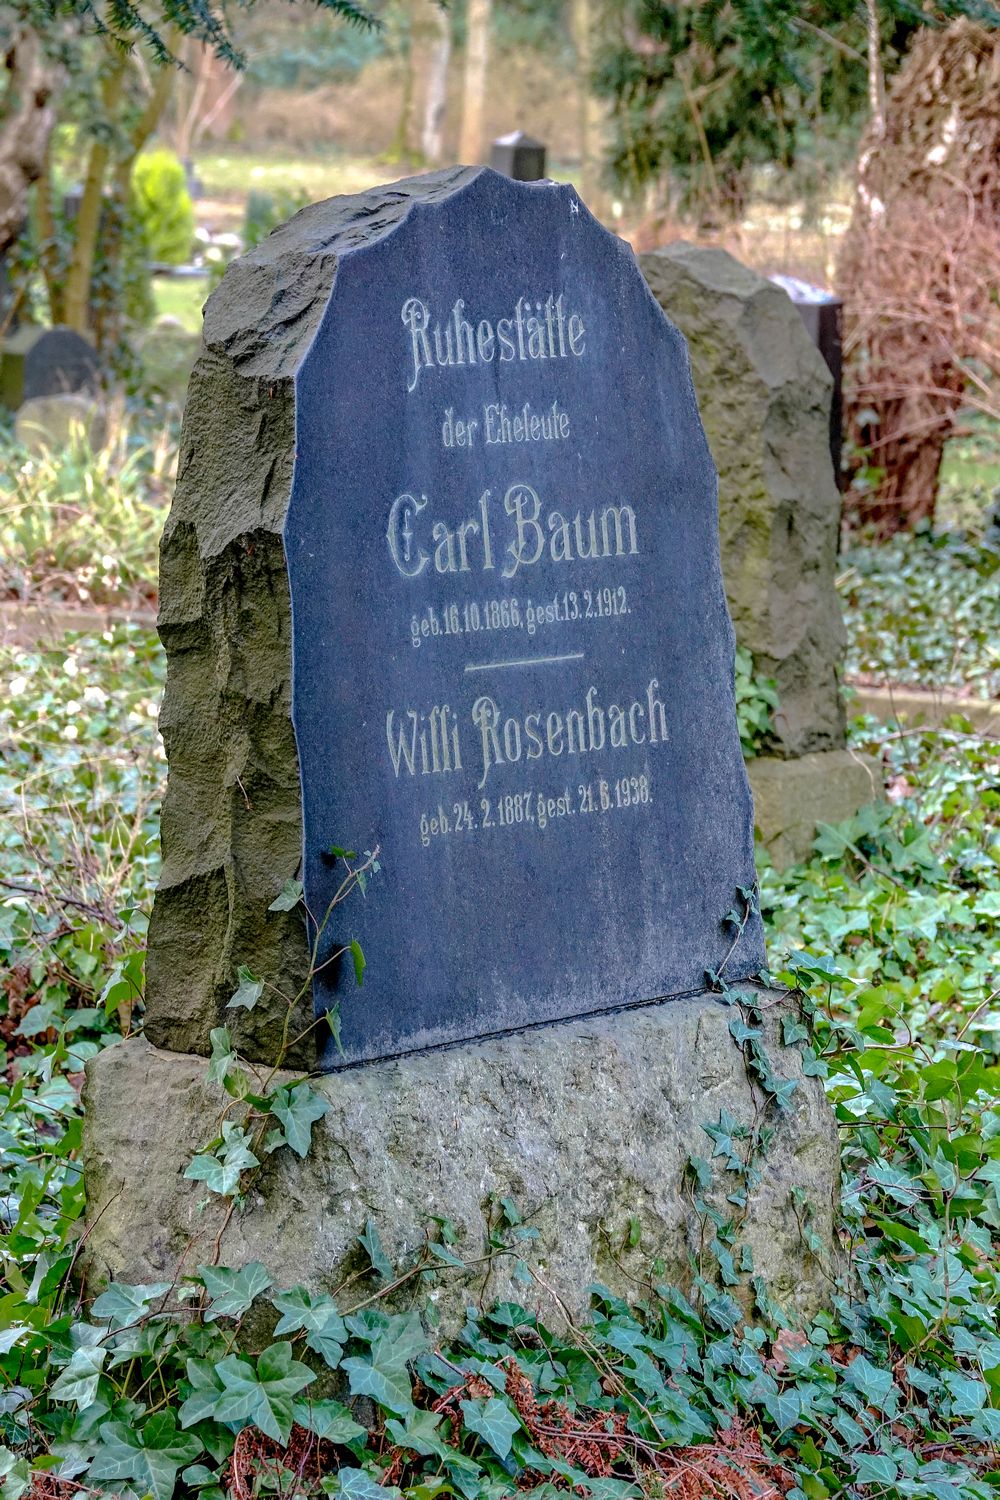 Ruhestätte
der Eheleute
Carl Baum
geb. 16.10.1866, gest. 13.2.1912.
Willi Rosenbach
geb. 24. 2. 1887, gest. 21. 6. 1938.